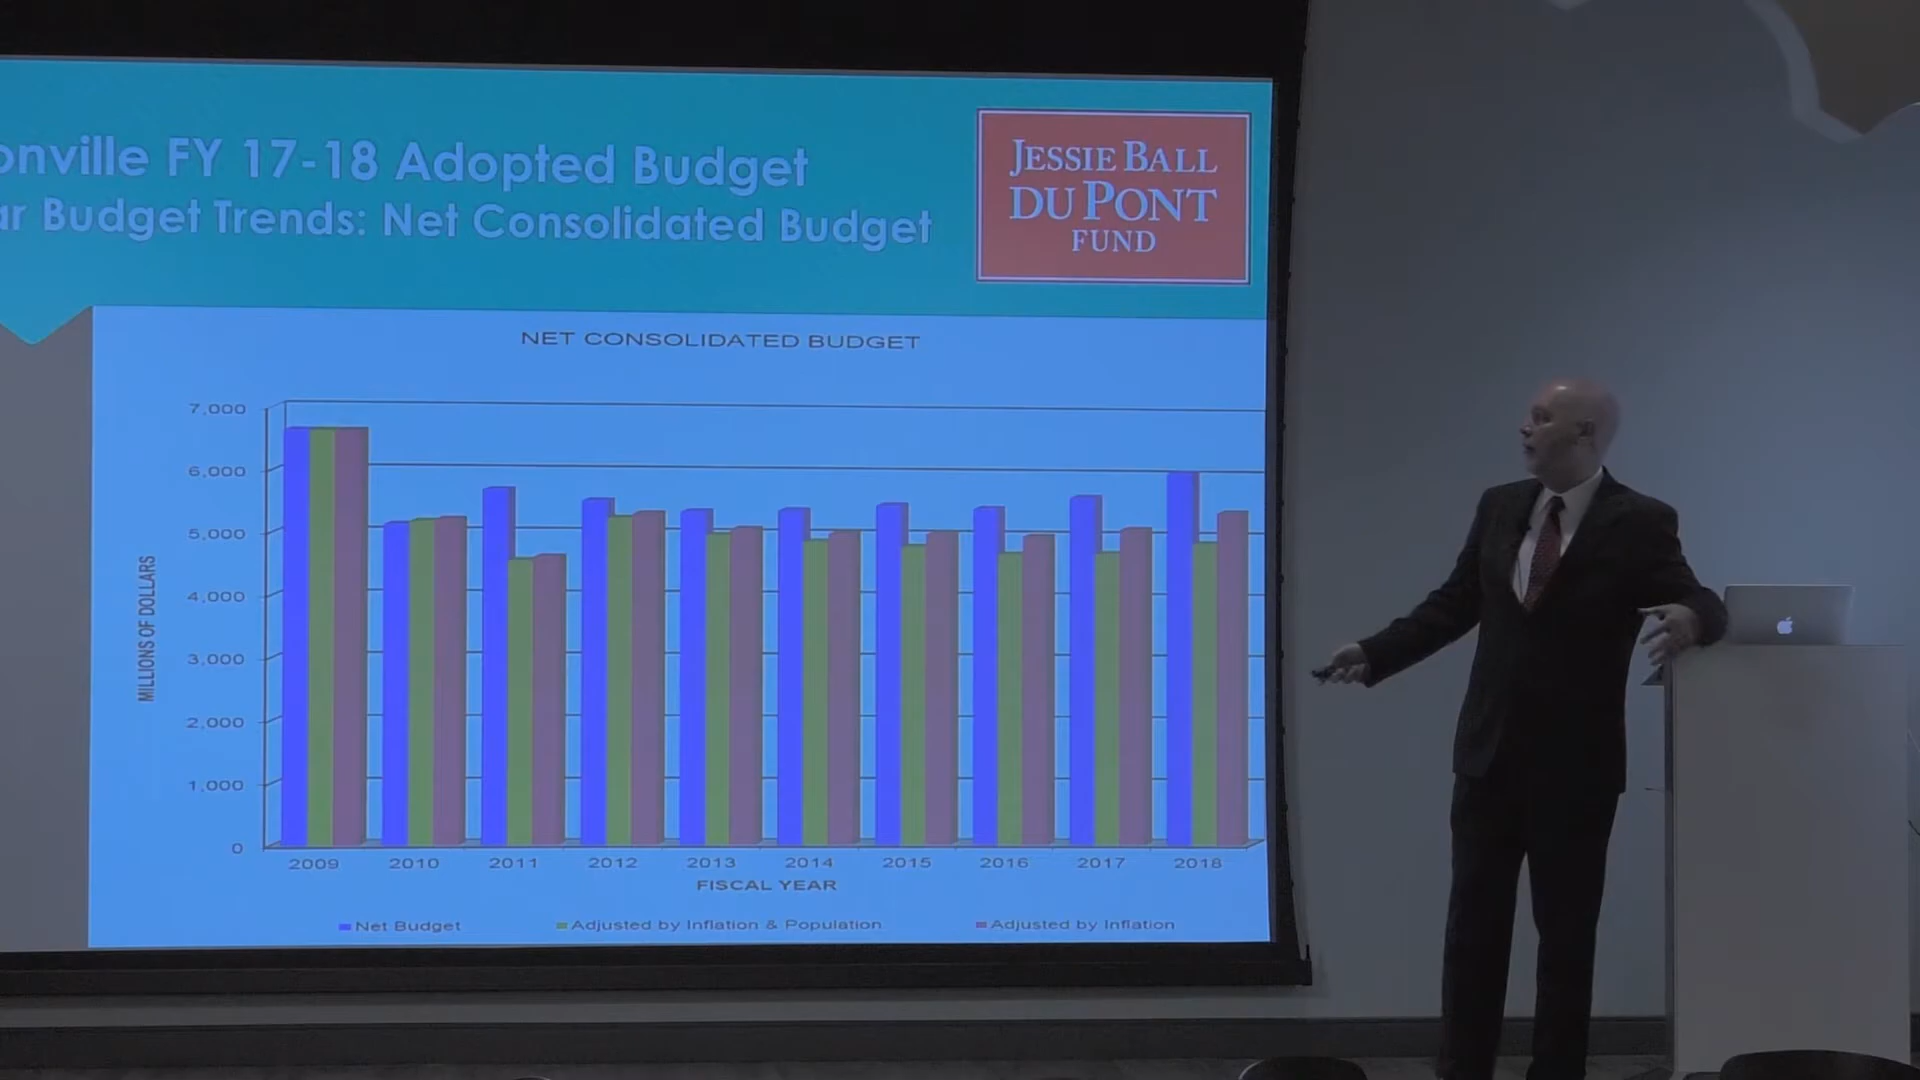 onville FY 17-18 Adopted Budget
ar Budget Trends: Net Consolidated Budget
JESSIE BALL
DU PONT
FUND
NET CONSOLIDATED BUDGET
7,000
6,000
5,000
4,000
3,000
2,000
1,000
0
MILLIONS OF DOLLARS
2009 2010 2011 2012 2013 2014 2015 2016 2017 2018
FISCAL YEAR
Net Budget Adjusted by Inflation & Population Adjusted by Inflation